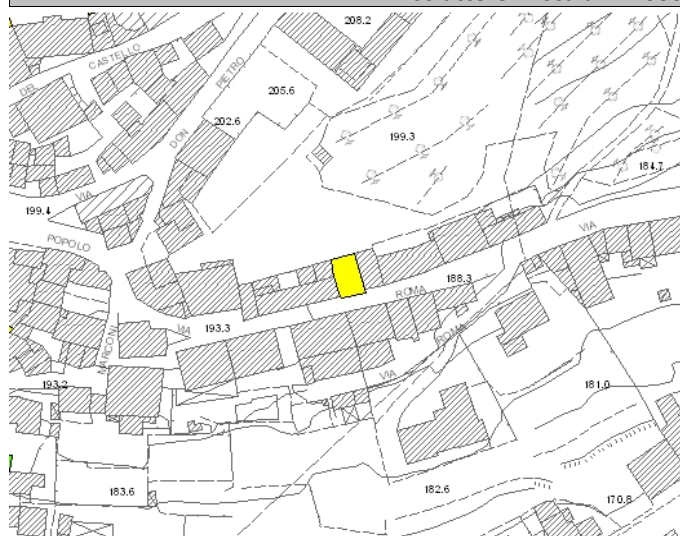 208.2
CASTELLO
DEL
PIETRO
205.6
202.6
DON
199.3
184.7
VIA
199.4
POPOLO
VIA
188.3
ROMA
VIA
193.3
MARCONI
ROMA
VIA
193.2
181.0
183.6
182.6
170.8